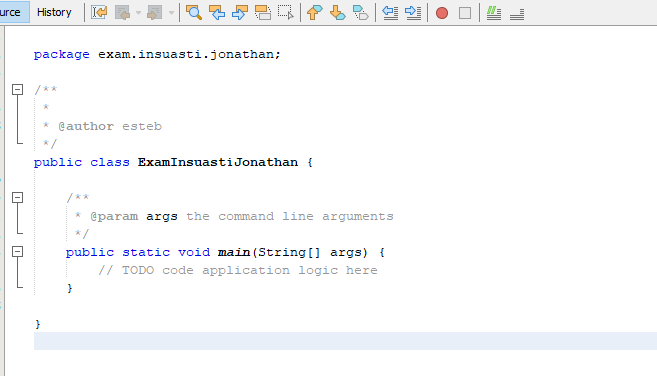 urce History
package exam.insuasti.jonathan;
/**
*
* @author esteb
*/
public class ExamInsuastiJonathan {
/**
* @param args the command line arguments
*/
public static void main(String[] args) {
// TODO code application logic here
}
}